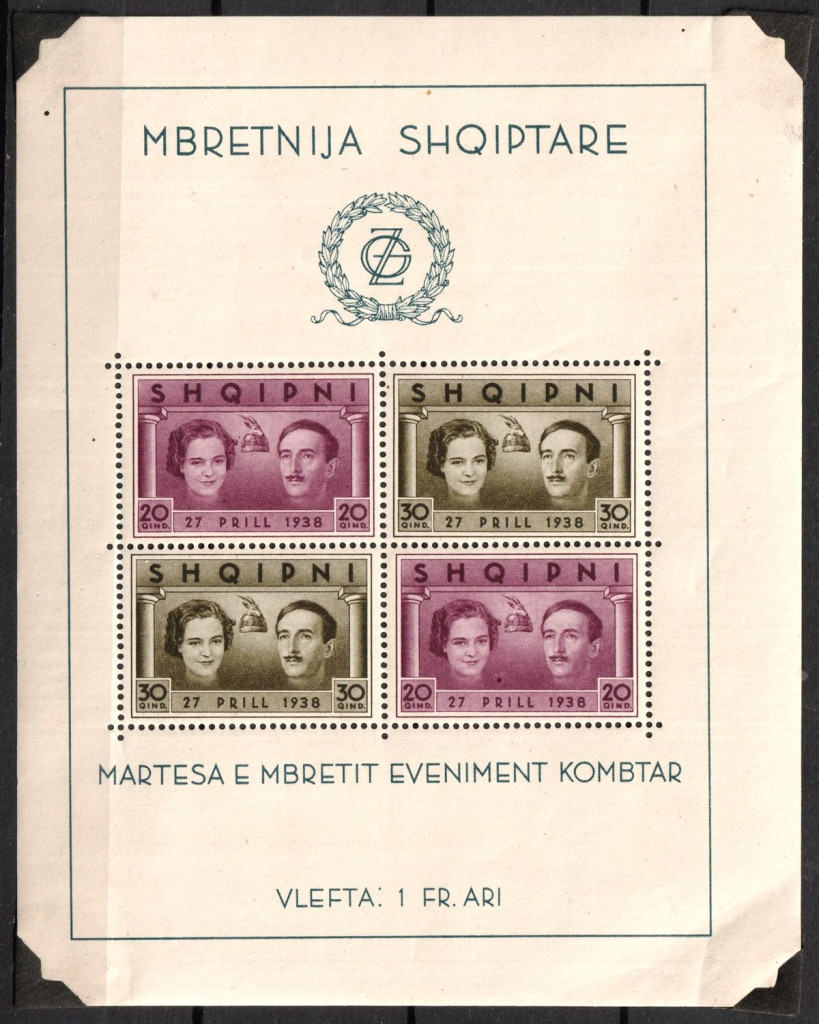 MBRETNIJA SHQIPTARE
ZG
SHQIPNI
20 QIND. 27 PRILL 1938 20 QIND.
SHQIPNI
30 QIND. 27 PRILL 1938 30 QIND.
SHQIPNI
30 QIND. 27 PRILL 1938 30 QIND.
SHQIPNI
20 QIND. 27 PRILL 1938 20 QIND.
MARTESA E MBRETIT EVENIMENT KOMBTAR
VLEFTA: 1 FR. ARI